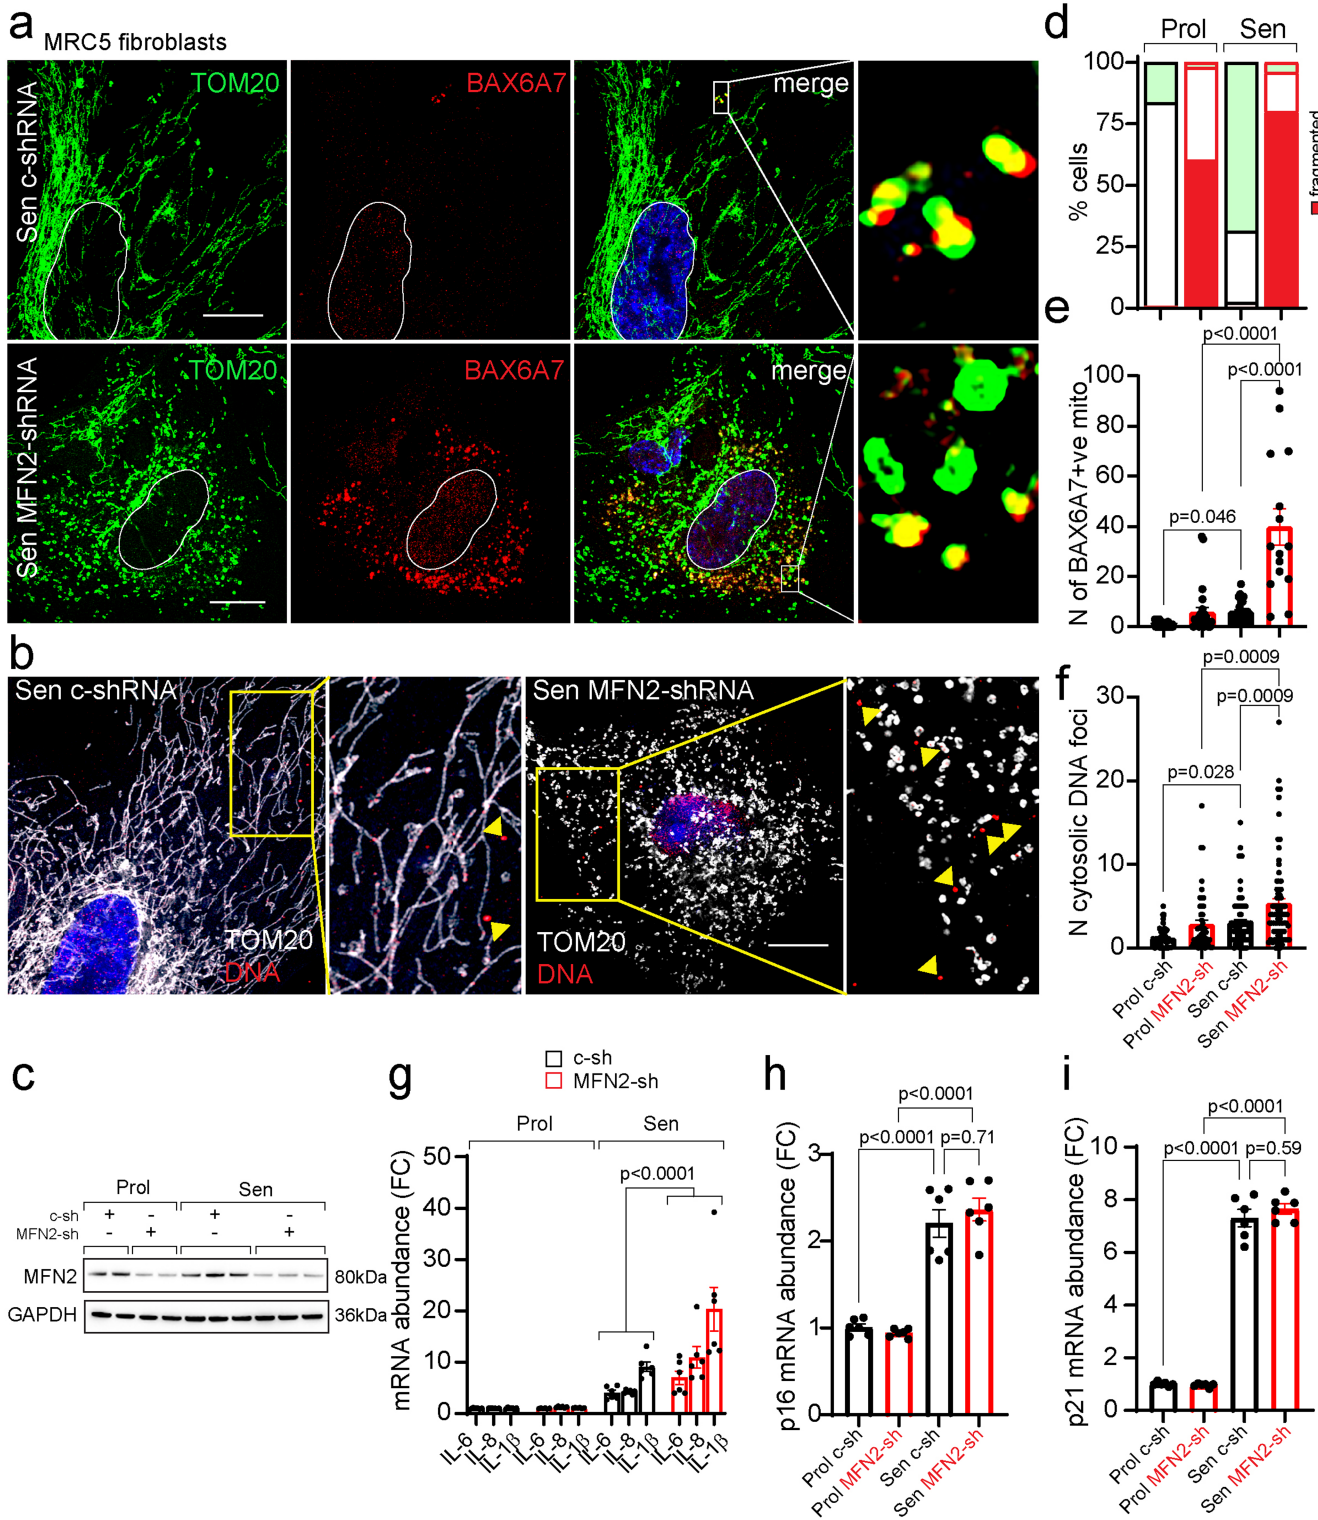 a
MRC5 fibroblasts
Sen c-shRNA
TOM20
BAX6A7
merge
Sen MFN2-shRNA
TOM20
BAX6A7
merge
b
Sen c-shRNA
TOM20
DNA
Sen MFN2-shRNA
TOM20
DNA
c
Prol Sen
c-sh + - + -
MFN2-sh - + - +
MFN2 80kDa
GAPDH 36kDa
d
Prol Sen
% cells
100
75
50
25
0
fragmented
e
p<0.0001
p<0.0001
p=0.046
N of BAX6A7+ve mito
100
80
60
40
20
0
f
p=0.0009
p=0.0009
p=0.028
N cytosolic DNA foci
30
20
10
0
Prol c-sh
Prol MFN2-sh
Sen c-sh
Sen MFN2-sh
c-sh
MFN2-sh
g
Prol Sen
p<0.0001
mRNA abundance (FC)
50
40
30
20
10
0
IL-6
IL-8
IL-1β
IL-6
IL-8
IL-1β
IL-6
IL-8
IL-1β
IL-6
IL-8
IL-1β
h
p<0.0001
p<0.0001 p=0.71
p16 mRNA abundance (FC)
3
2
1
0
Prol c-sh
Prol MFN2-sh
Sen c-sh
Sen MFN2-sh
i
p<0.0001
p<0.0001 p=0.59
p21 mRNA abundance (FC)
10
8
6
4
2
0
Prol c-sh
Prol MFN2-sh
Sen c-sh
Sen MFN2-sh